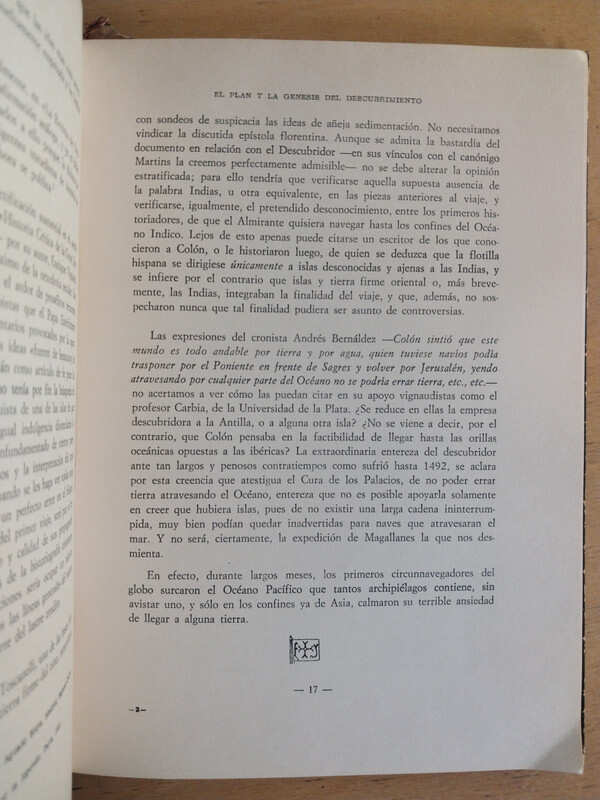 EL PLAN Y LA GENESIS DEL DESCUBRIMIENTO
con sondeos de suspicacia las ideas de añeja sedimentación. No necesitamos
vindicar la discutida epístola florentina. Aunque se admita la bastardía del
documento en relación con el Descubridor —en sus vínculos con el canónigo
Martins la creemos perfectamente admisible— no se debe alterar la opinión
estratificada; para ello tendría que verificarse aquella supuesta ausencia de
la palabra Indias, u otra equivalente, en las piezas anteriores al viaje, y
verificarse, igualmente, el pretendido desconocimiento, entre los primeros his-
toriadores, de que el Almirante quisiera navegar hasta los confines del Océa-
no Indico. Lejos de esto apenas puede citarse un escritor de los que cono-
cieron a Colón, o le historiaron luego, de quien se deduzca que la flotilla
hispana se dirigiese únicamente a islas desconocidas y ajenas a las Indias, y
se infiere por el contrario que islas y tierra firme oriental o, más breve-
mente, las Indias, integraban la finalidad del viaje, y que, además, no sos-
pecharon nunca que tal finalidad pudiera ser asunto de controversias.
Las expresiones del cronista Andrés Bernáldez —Colón sintió que este
mundo es todo andable por tierra y por agua, quien tuviese navíos podía
trasponer por el Poniente en frente de Sagres y volver por Jerusalén, yendo
atravesando por cualquier parte del Océano no se podría errar tierra, etc., etc.—
no acertamos a ver cómo las puedan citar en su apoyo vignaudistas como el
profesor Carbia, de la Universidad de la Plata. ¿Se reduce en ellas la empresa
descubridora a la Antilla, o a alguna otra isla? ¿No se viene a decir, por el
contrario, que Colón pensaba en la factibilidad de llegar hasta las orillas
oceánicas opuestas a las ibéricas? La extraordinaria entereza del descubridor
ante tan largos y penosos contratiempos como sufrió hasta 1492, se aclara
por esta creencia que atestigua el Cura de los Palacios, de no poder errar
tierra atravesando el Océano, entereza que no es posible apoyarla solamente
en creer que hubiera islas, pues de no existir una larga cadena ininterrum-
pida, muy bien podían quedar inadvertidas para naves que atravesaran el
mar. Y no será, ciertamente, la expedición de Magallanes la que nos des-
mienta.
En efecto, durante largos meses, los primeros circunnavegadores del
globo surcaron el Océano Pacífico que tantos archipiélagos contiene, sin
avistar uno, y sólo en los confines ya de Asia, calmaron su terrible ansiedad
de llegar a alguna tierra.
— 17 —
—2—